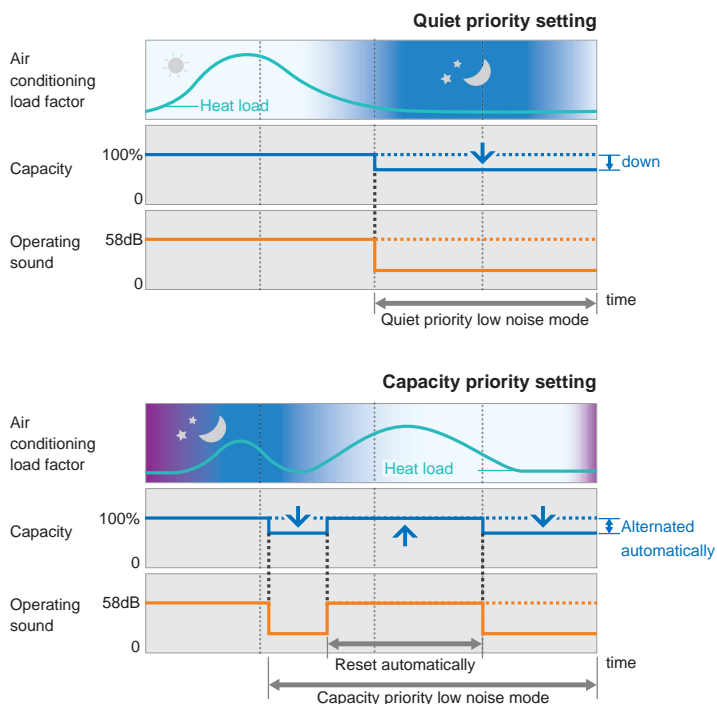 Quiet priority setting
Air
conditioning
load factor
Heat load
Capacity
100%
0
down
Operating
sound
58dB
0
time
Quiet priority low noise mode
Capacity priority setting
Air
conditioning
load factor
Heat load
Capacity
100%
0
Alternated
automatically
Operating
sound
58dB
0
Reset automatically
time
Capacity priority low noise mode